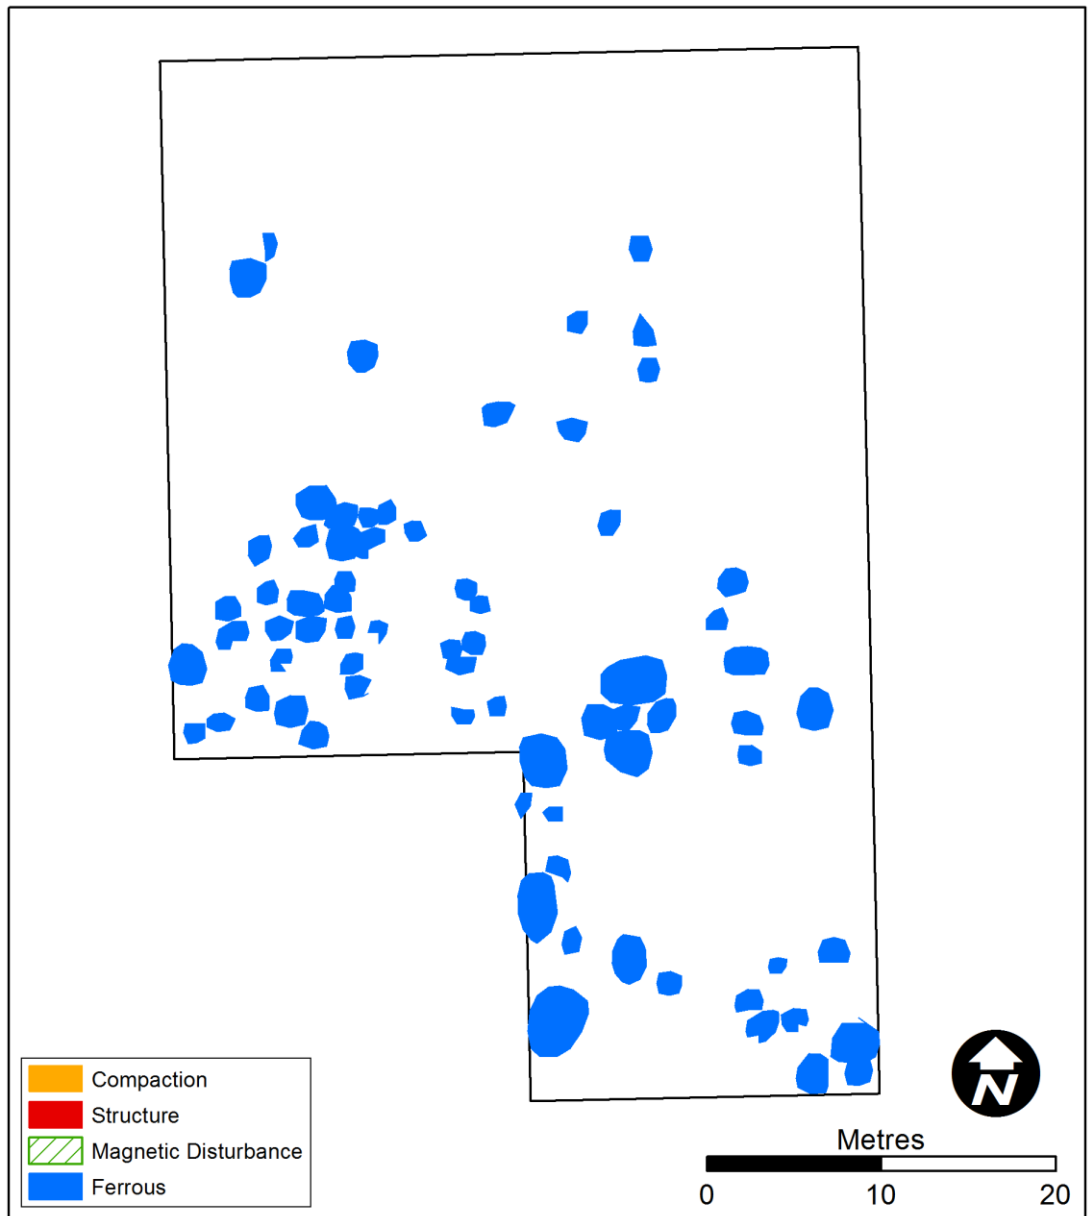 Compaction
Structure
Magnetic Disturbance
Ferrous
N
Metres
0 10 20